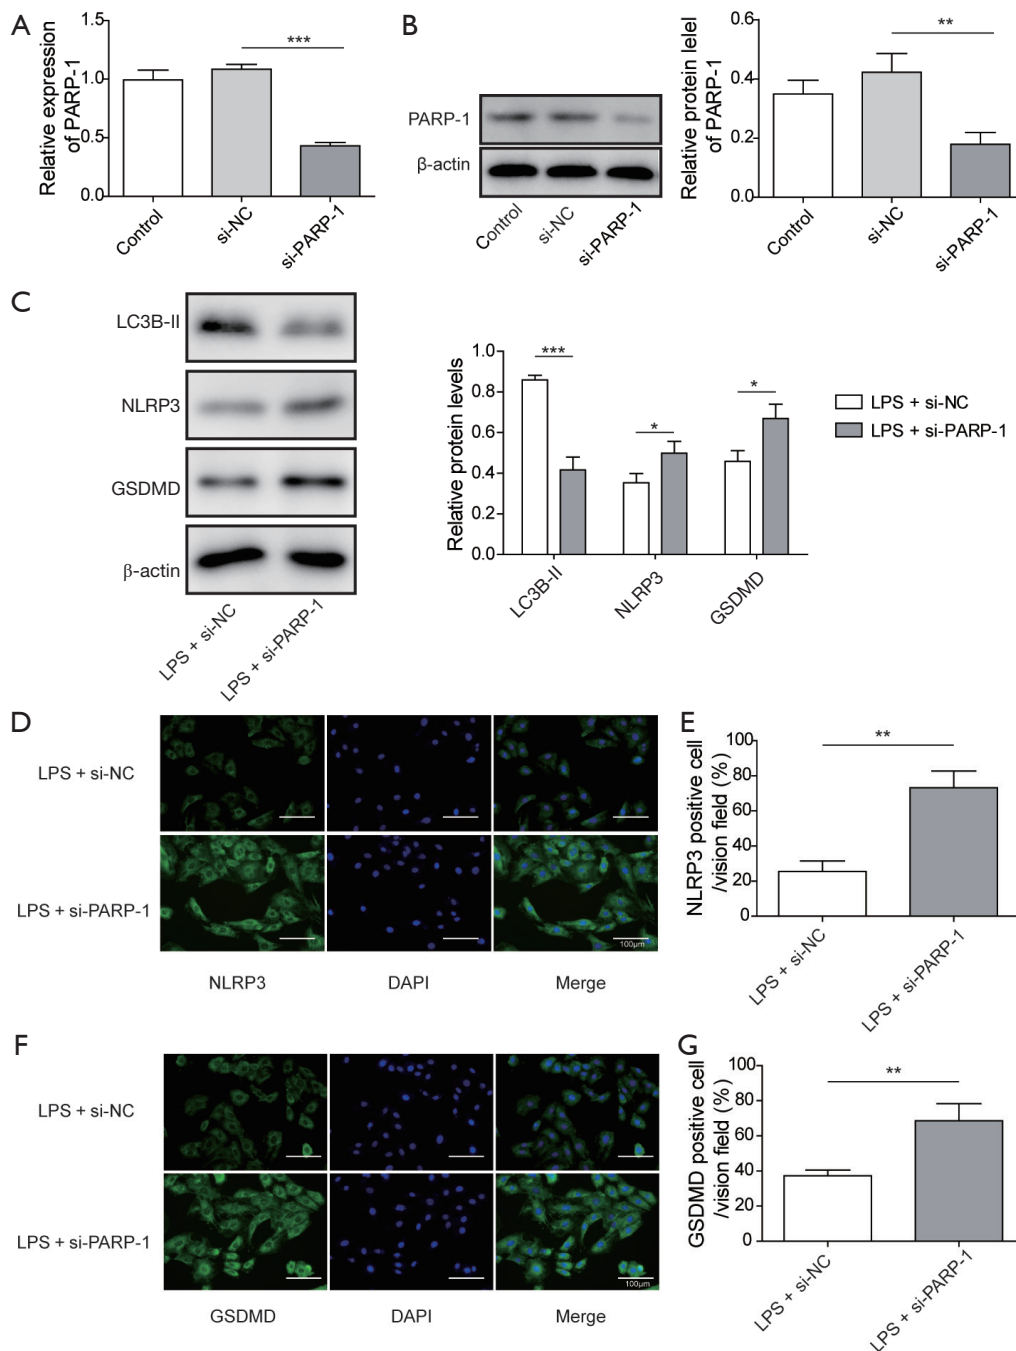 A
Relative expression
of PARP-1
1.5
1.0
0.5
0.0
***
Control
si-NC
si-PARP-1
B
PARP-1
β-actin
Control
si-NC
si-PARP-1
Relative protein lelel
of PARP-1
0.6
0.4
0.2
0.0
**
Control
si-NC
si-PARP-1
C
LC3B-II
NLRP3
GSDMD
β-actin
LPS + si-NC
LPS + si-PARP-1
Relative protein levels
1.0
0.8
0.6
0.4
0.2
0.0
***
*
*
LC3B-II
NLRP3
GSDMD
LPS + si-NC
LPS + si-PARP-1
D
LPS + si-NC
LPS + si-PARP-1
100μm
NLRP3
DAPI
Merge
E
NLRP3 positive cell
/vision field (%)
100
80
60
40
20
0
**
LPS + si-NC
LPS + si-PARP-1
F
LPS + si-NC
LPS + si-PARP-1
100μm
GSDMD
DAPI
Merge
G
GSDMD positive cell
/vision field (%)
100
80
60
40
20
0
**
LPS + si-NC
LPS + si-PARP-1